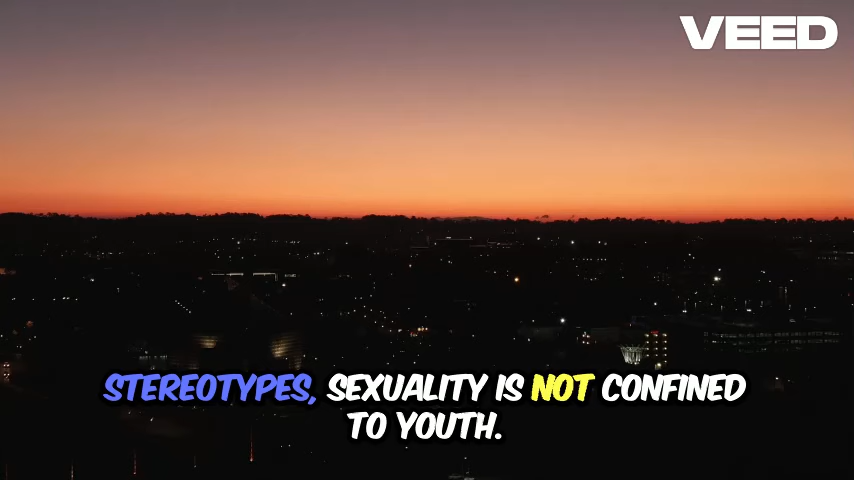 VEED
STEREOTYPES, SEXUALITY IS NOT CONFINED
TO YOUTH.